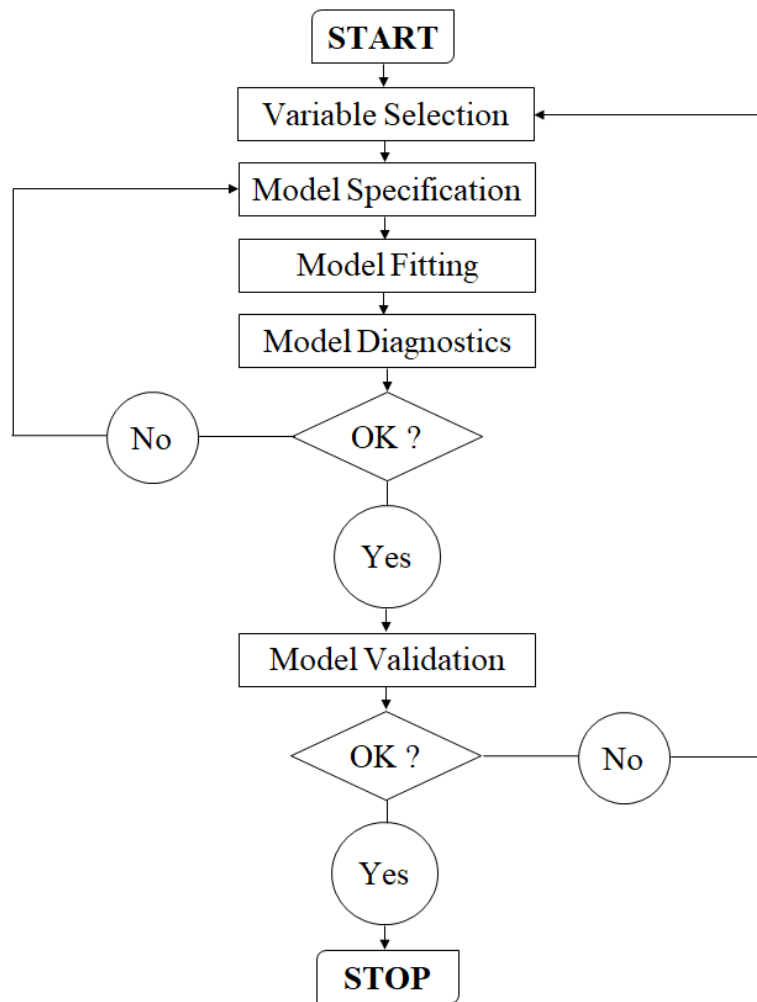 START
Variable Selection
Model Specification
Model Fitting
Model Diagnostics
No
OK ?
Yes
Model Validation
OK ?
No
Yes
STOP